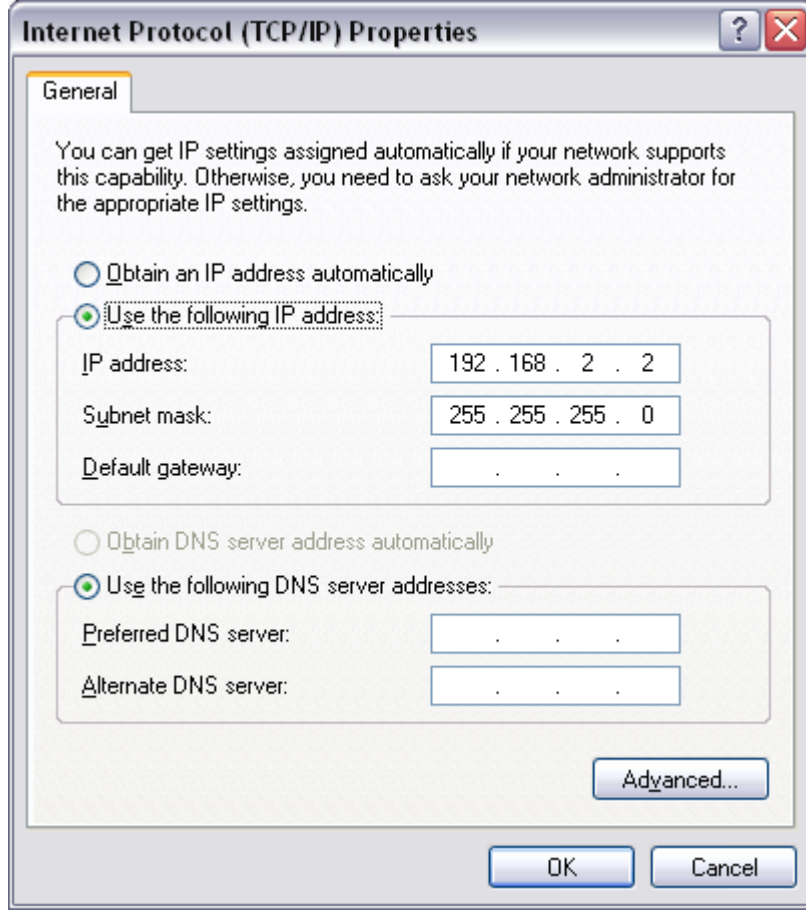 Internet Protocol (TCP/IP) Properties
?
General
You can get IP settings assigned automatically if your network supports
this capability. Otherwise, you need to ask your network administrator for
the appropriate IP settings.
Obtain an IP address automatically
Use the following IP address:
IP address: 192 . 168 . 2 . 2
Subnet mask: 255 . 255 . 255 . 0
Default gateway: . . .
Obtain DNS server address automatically
Use the following DNS server addresses:
Preferred DNS server: . . .
Alternate DNS server: . . .
Advanced...
OK Cancel